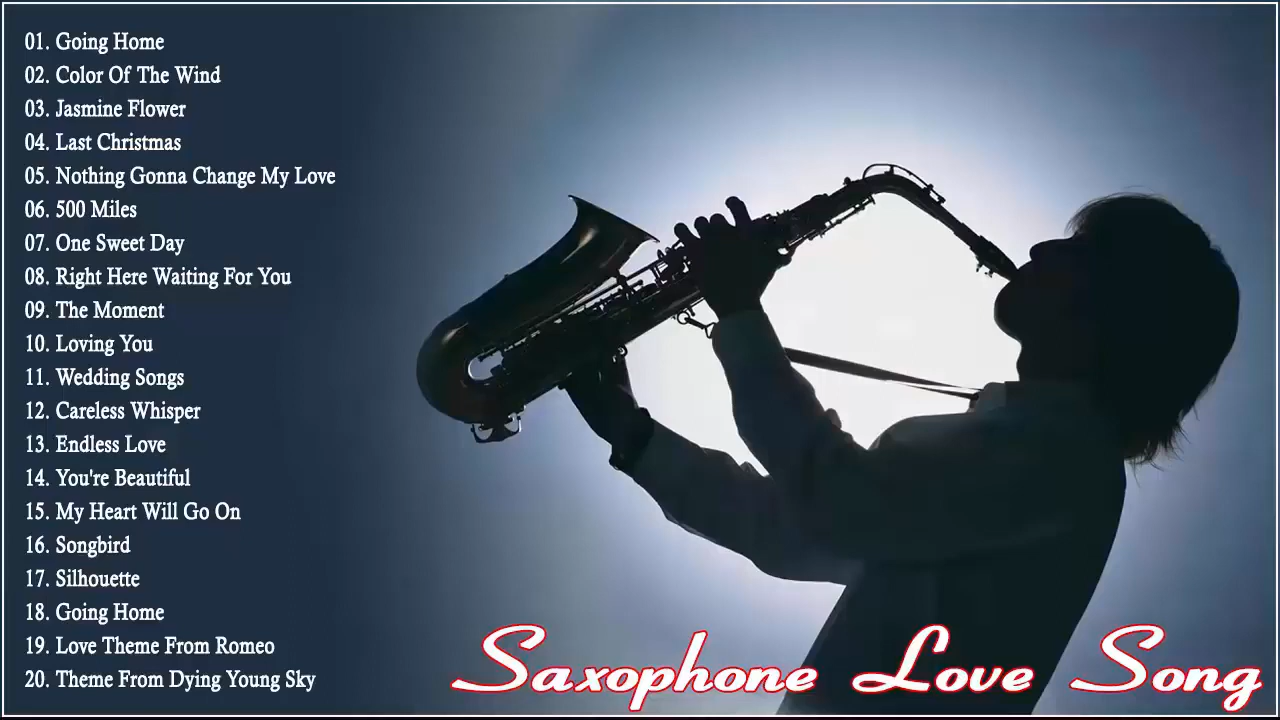 01. Going Home
02. Color Of The Wind
03. Jasmine Flower
04. Last Christmas
05. Nothing Gonna Change My Love
06. 500 Miles
07. One Sweet Day
08. Right Here Waiting For You
09. The Moment
10. Loving You
11. Wedding Songs
12. Careless Whisper
13. Endless Love
14. You're Beautiful
15. My Heart Will Go On
16. Songbird
17. Silhouette
18. Going Home
19. Love Theme From Romeo
20. Theme From Dying Young Sky
Saxophone Love Song